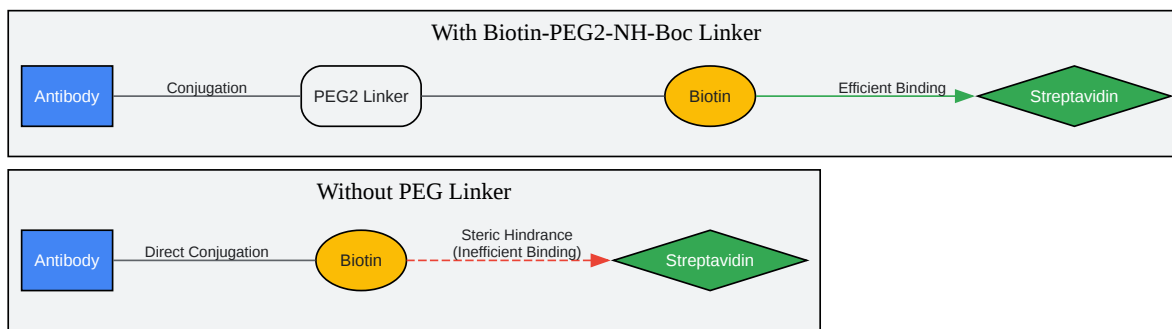 With Biotin-PEG2-NH-Boc Linker
Antibody
Conjugation
PEG2 Linker
Biotin
Efficient Binding
Streptavidin
Without PEG Linker
Antibody
Direct Conjugation
Biotin
Steric Hindrance
(Inefficient Binding)
Streptavidin